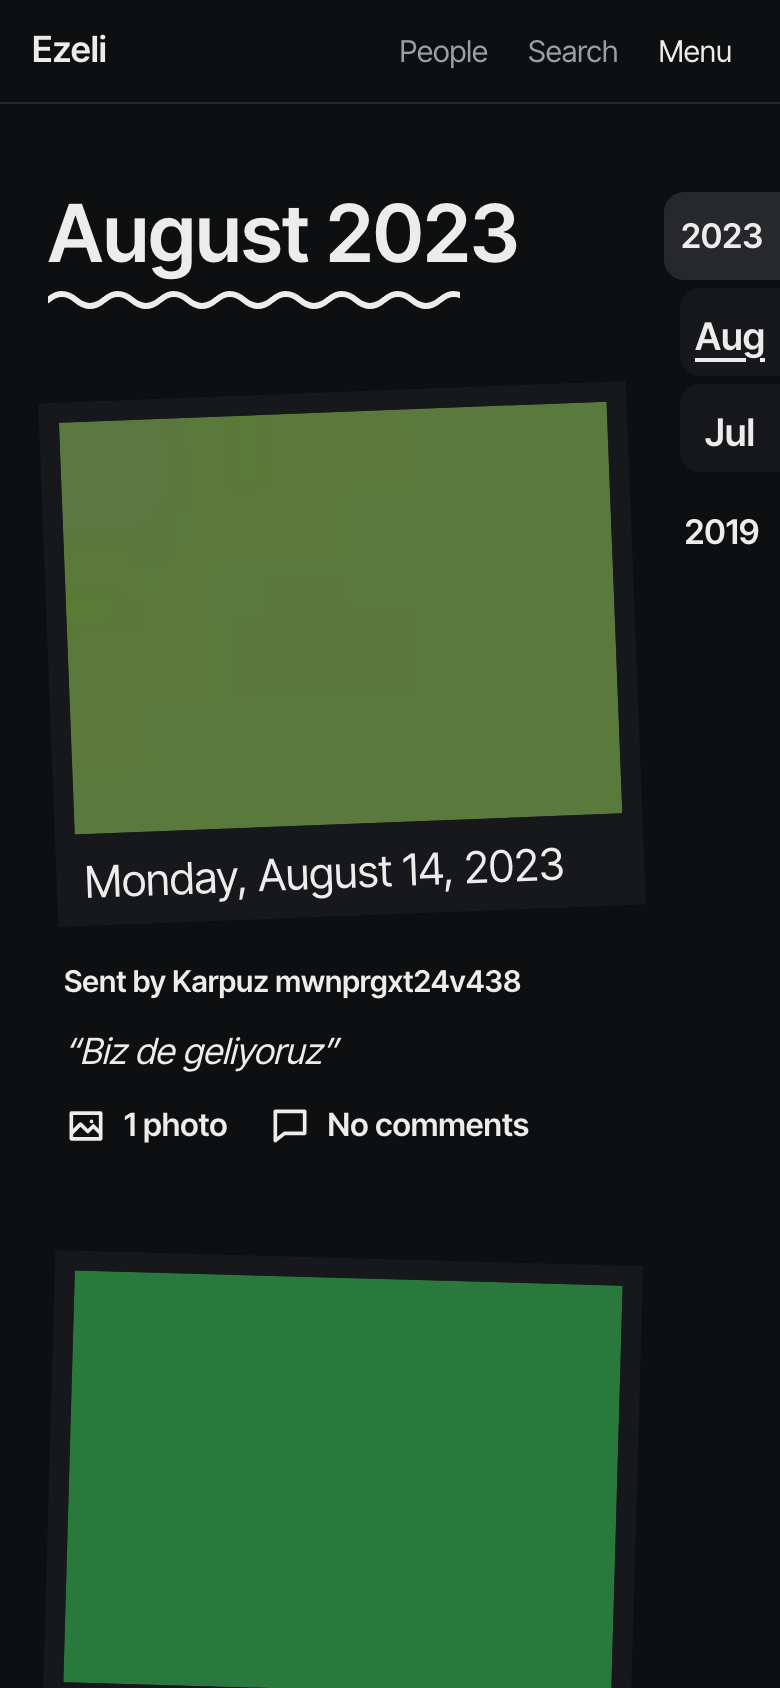 Ezeli
People Search Menu
August 2023
2023
Aug
Jul
2019
Monday, August 14, 2023
Sent by Karpuz mwnprgxt24v438
“Biz de geliyoruz”
1 photo No comments